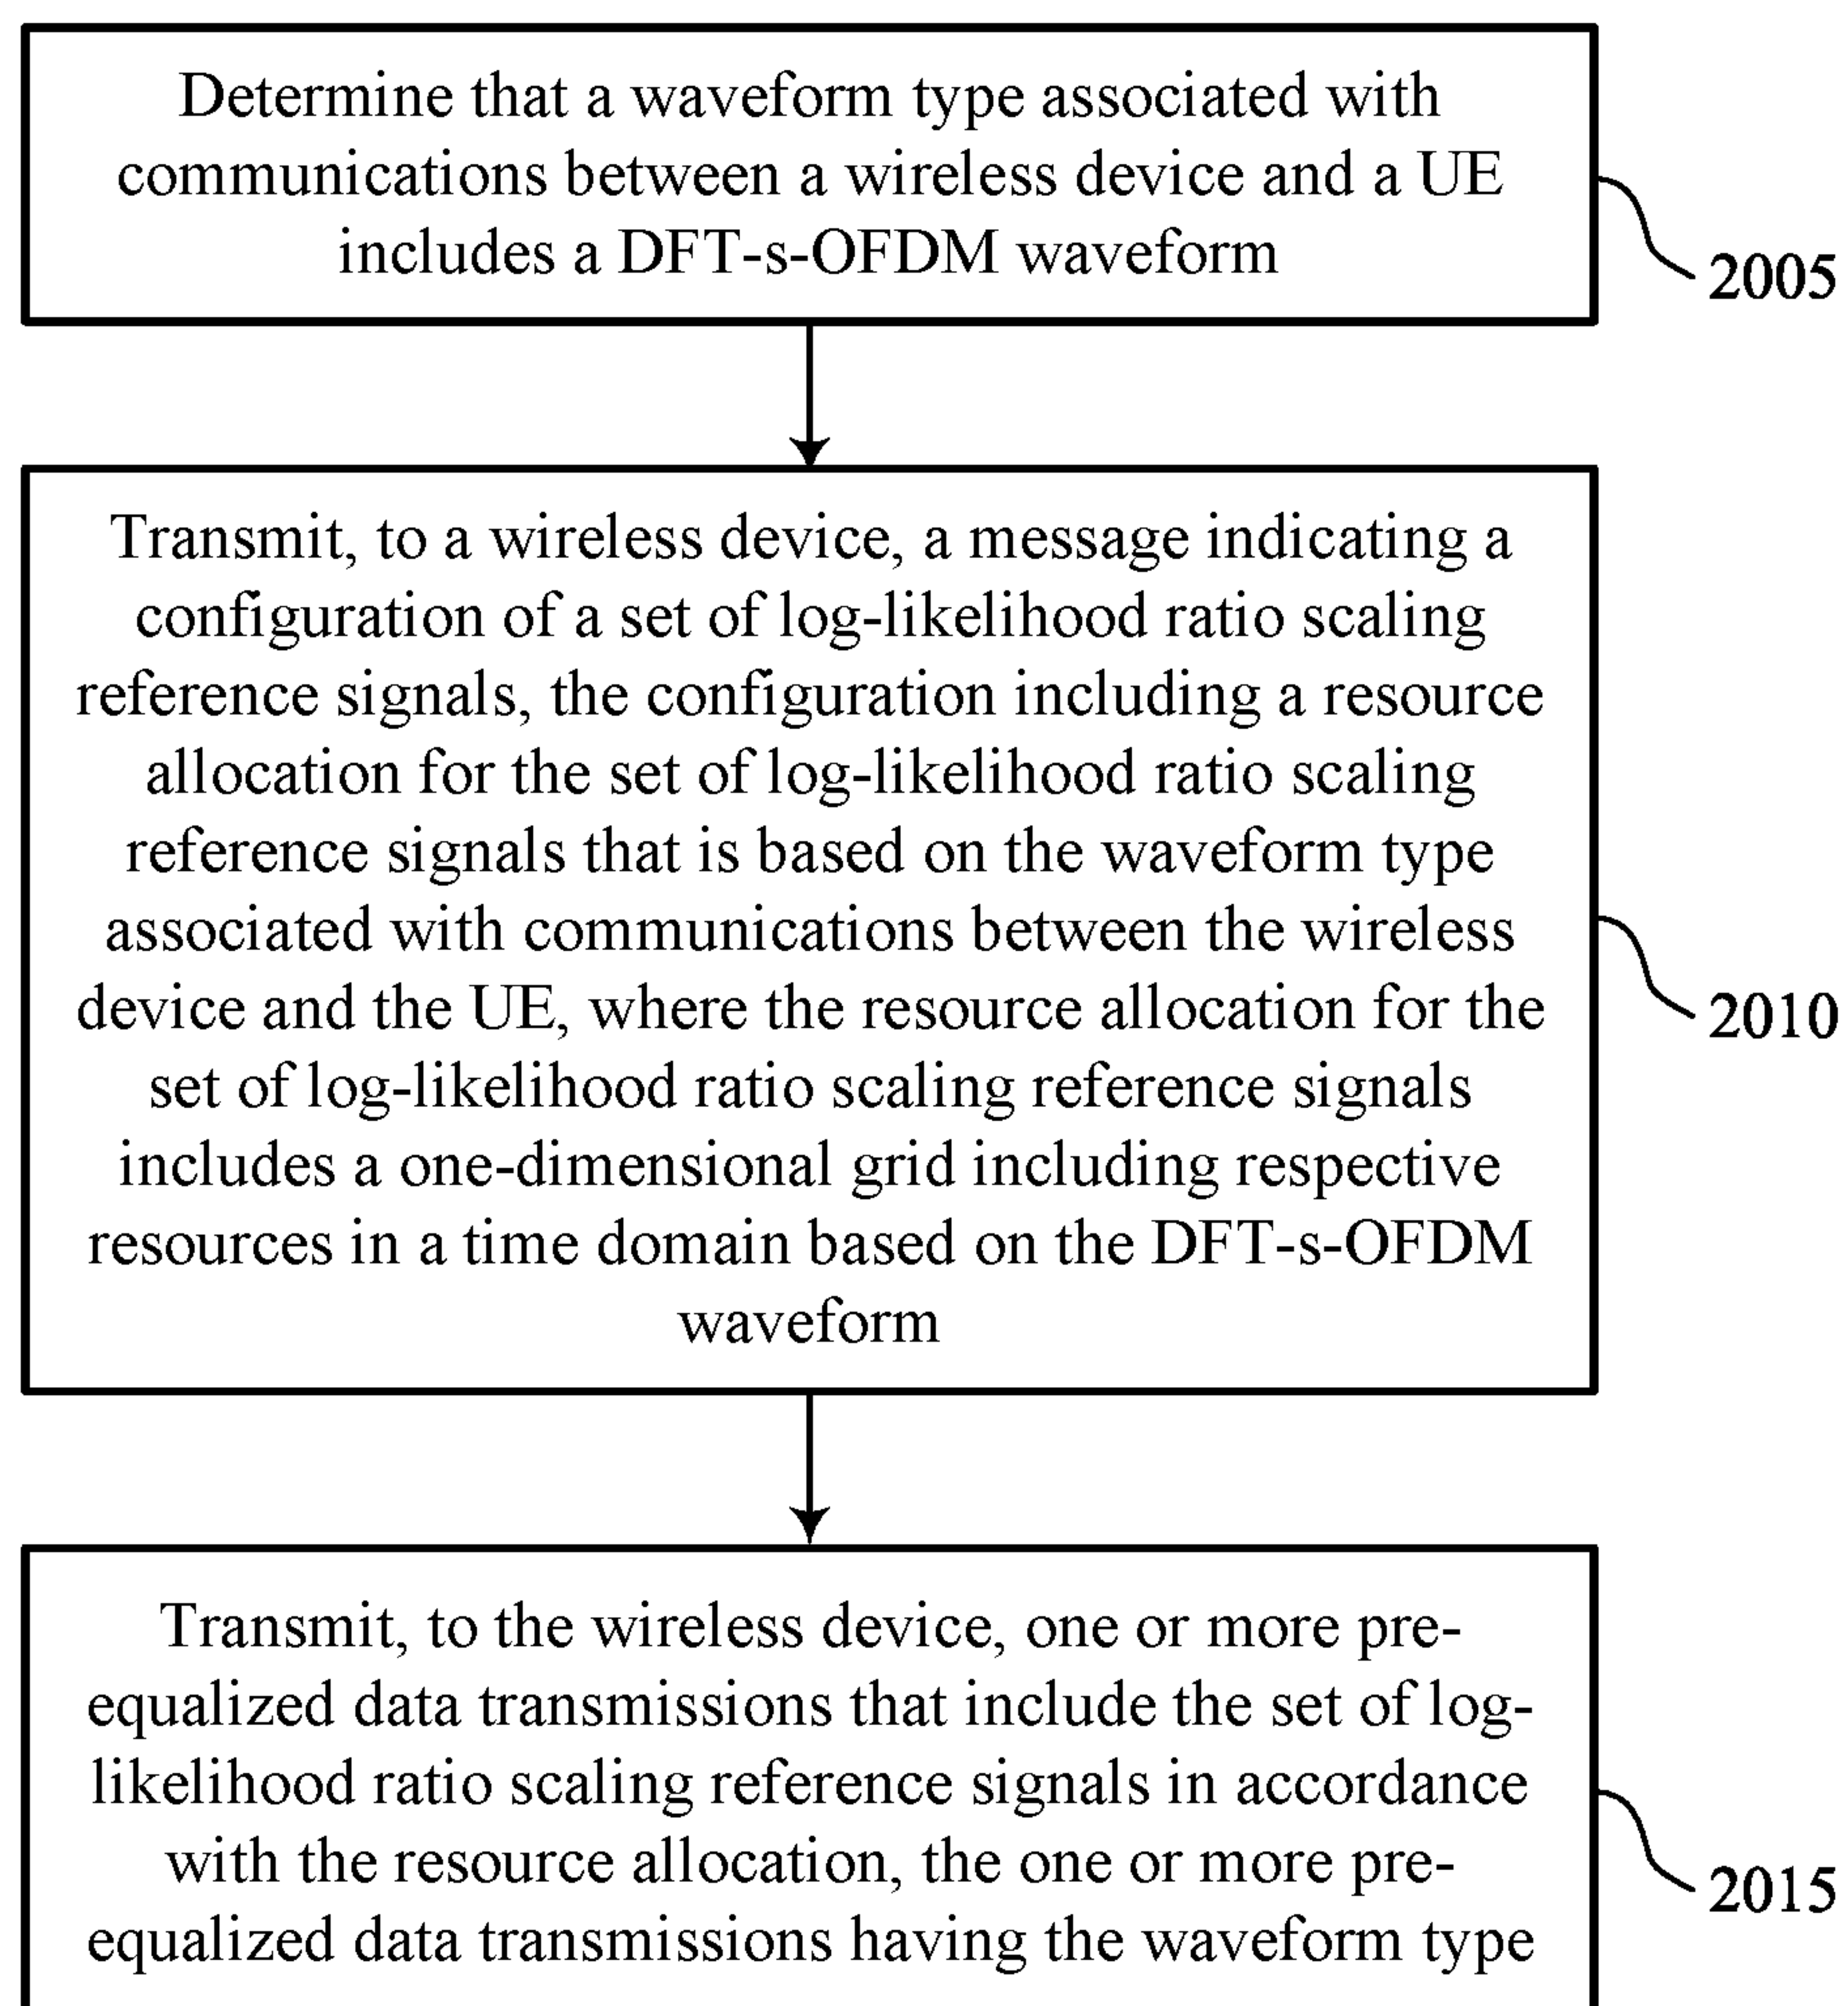 Determine that a waveform type associated with
communications between a wireless device and a UE
includes a DFT-s-OFDM waveform
2005
Transmit, to a wireless device, a message indicating a
configuration of a set of log-likelihood ratio scaling
reference signals, the configuration including a resource
allocation for the set of log-likelihood ratio scaling
reference signals that is based on the waveform type
associated with communications between the wireless
device and the UE, where the resource allocation for the
set of log-likelihood ratio scaling reference signals
includes a one-dimensional grid including respective
resources in a time domain based on the DFT-s-OFDM
waveform
2010
Transmit, to the wireless device, one or more pre-
equalized data transmissions that include the set of log-
likelihood ratio scaling reference signals in accordance
with the resource allocation, the one or more pre-
equalized data transmissions having the waveform type
2015